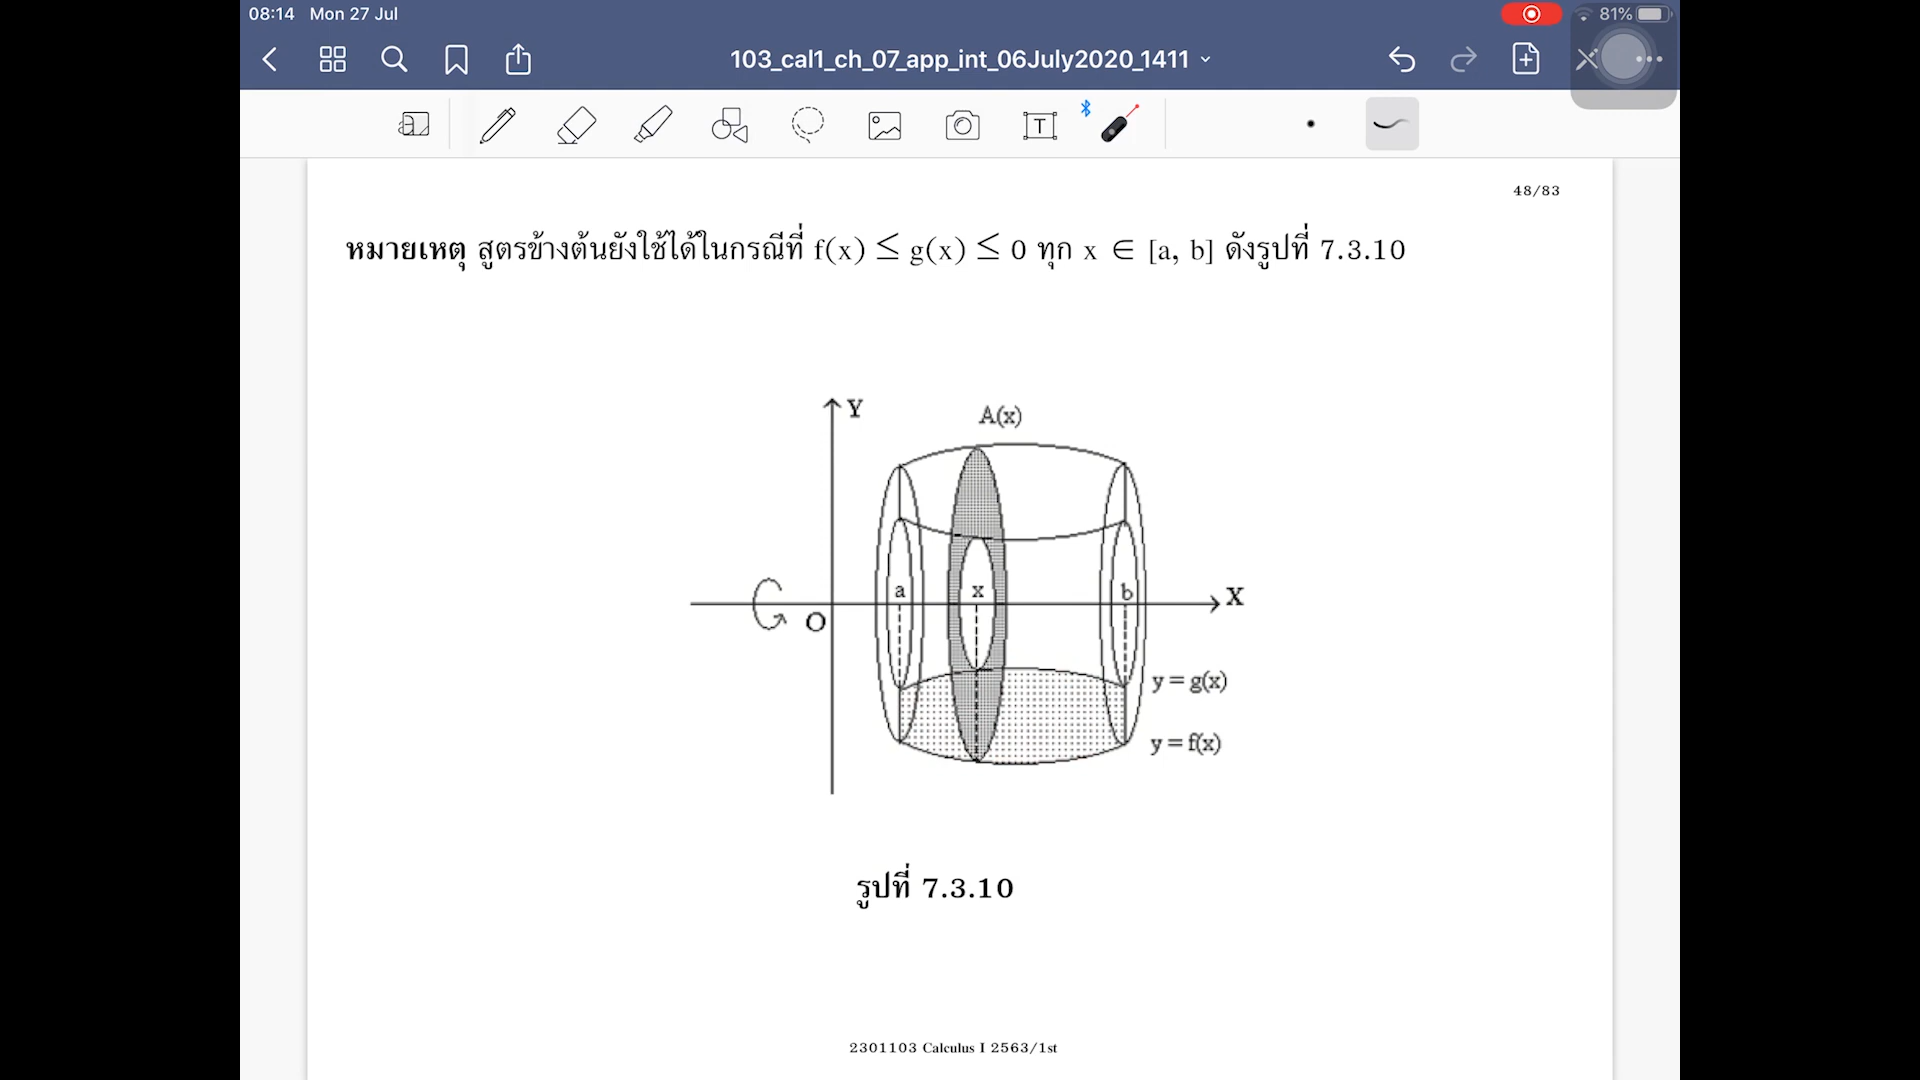 08:14 Mon 27 Jul
81%
103_cal1_ch_07_app_int_06July2020_1411
T
48/83
หมายเหตุ สูตรข้างต้นยังใช้ได้ในกรณีที่ f(x) ≤ g(x) ≤ 0 ทุก x ∈ [a, b] ดังรูปที่ 7.3.10
Y
A(x)
a
x
b
X
O
y = g(x)
y = f(x)
รูปที่ 7.3.10
2301103 Calculus I 2563/1st